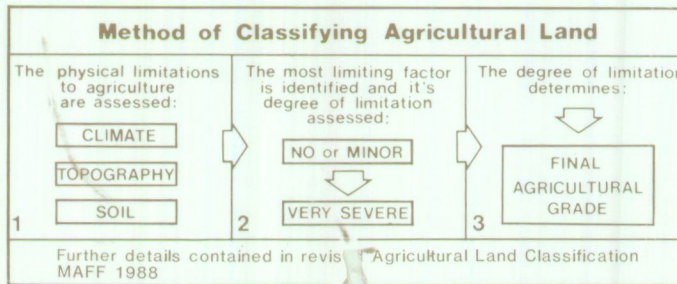 Method of Classifying Agricultural Land
The physical limitations
to agriculture
are assessed:
CLIMATE
TOPOGRAPHY
SOIL
1
The most limiting factor
is identified and it's
degree of limitation
assessed:
NO or MINOR
VERY SEVERE
2
The degree of limitation
determines:
FINAL
AGRICULTURAL
GRADE
3
Further details contained in Agricultural Land Classification
MAFF 1988